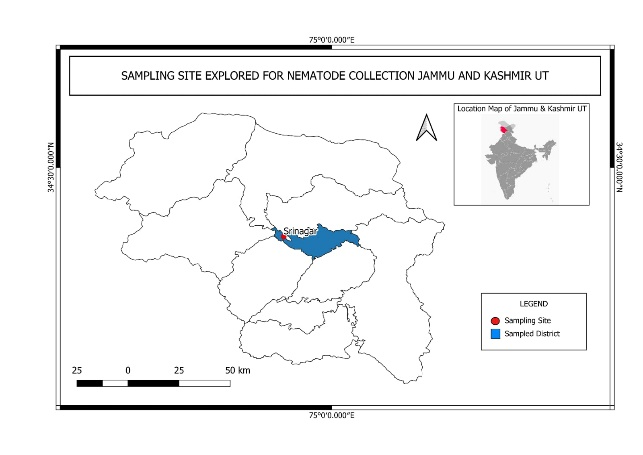 75°0'0.000"E
SAMPLING SITE EXPLORED FOR NEMATODE COLLECTION JAMMU AND KASHMIR UT
Location Map of Jammu & Kashmir UT
34°30'0.000"N
34°30'0.000"N
Srinagar
LEGEND
Sampling Site
Sampled District
25 0 25 50 km
75°0'0.000"E